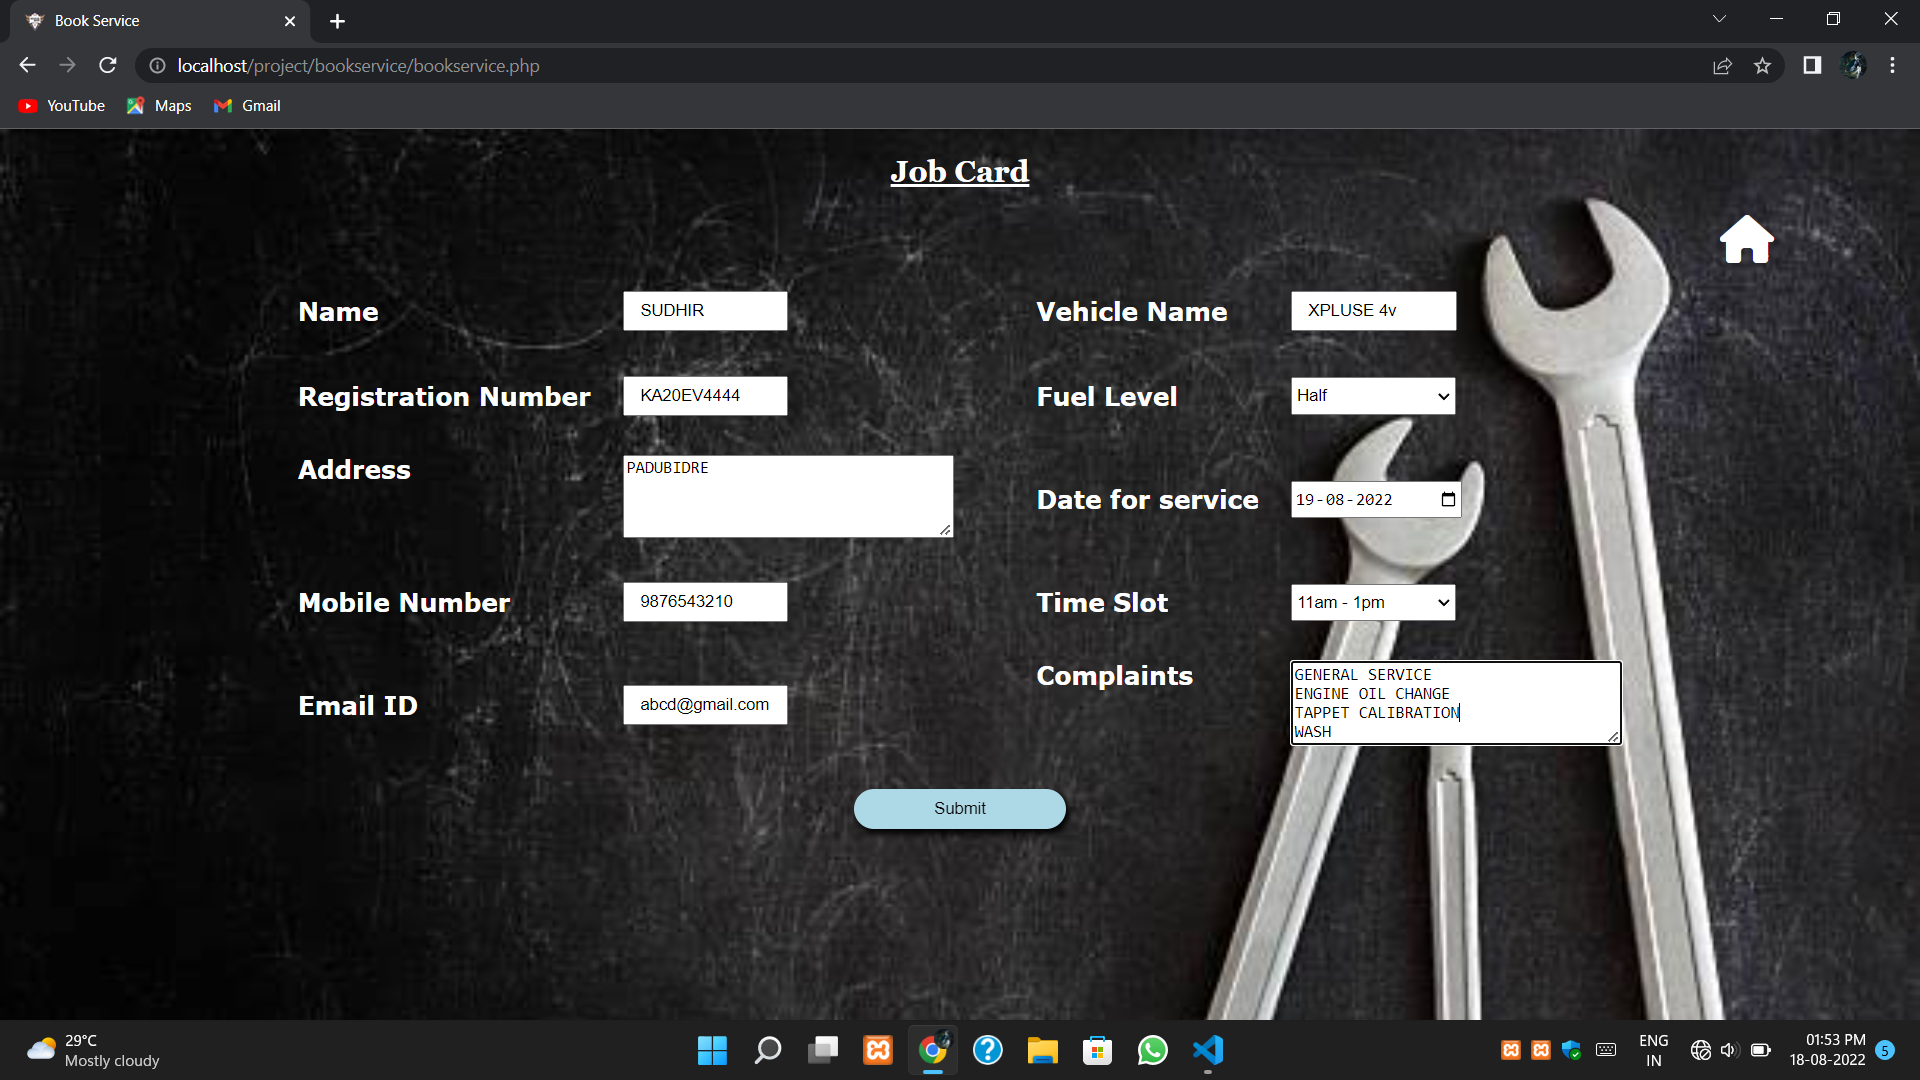 Book Service
localhost/project/bookservice/bookservice.php
YouTube
Maps
Gmail
Job Card
Name
SUDHIR
Vehicle Name
XPLUSE 4v
Registration Number
KA20EV4444
Fuel Level
Half
Address
PADUBIDRE
Date for service
19-08-2022
Mobile Number
9876543210
Time Slot
11am - 1pm
Complaints
GENERAL SERVICE
ENGINE OIL CHANGE
TAPPET CALIBRATION
WASH
Email ID
abcd@gmail.com
Submit
29°C
Mostly cloudy
ENG
IN
01:53 PM
18-08-2022
5